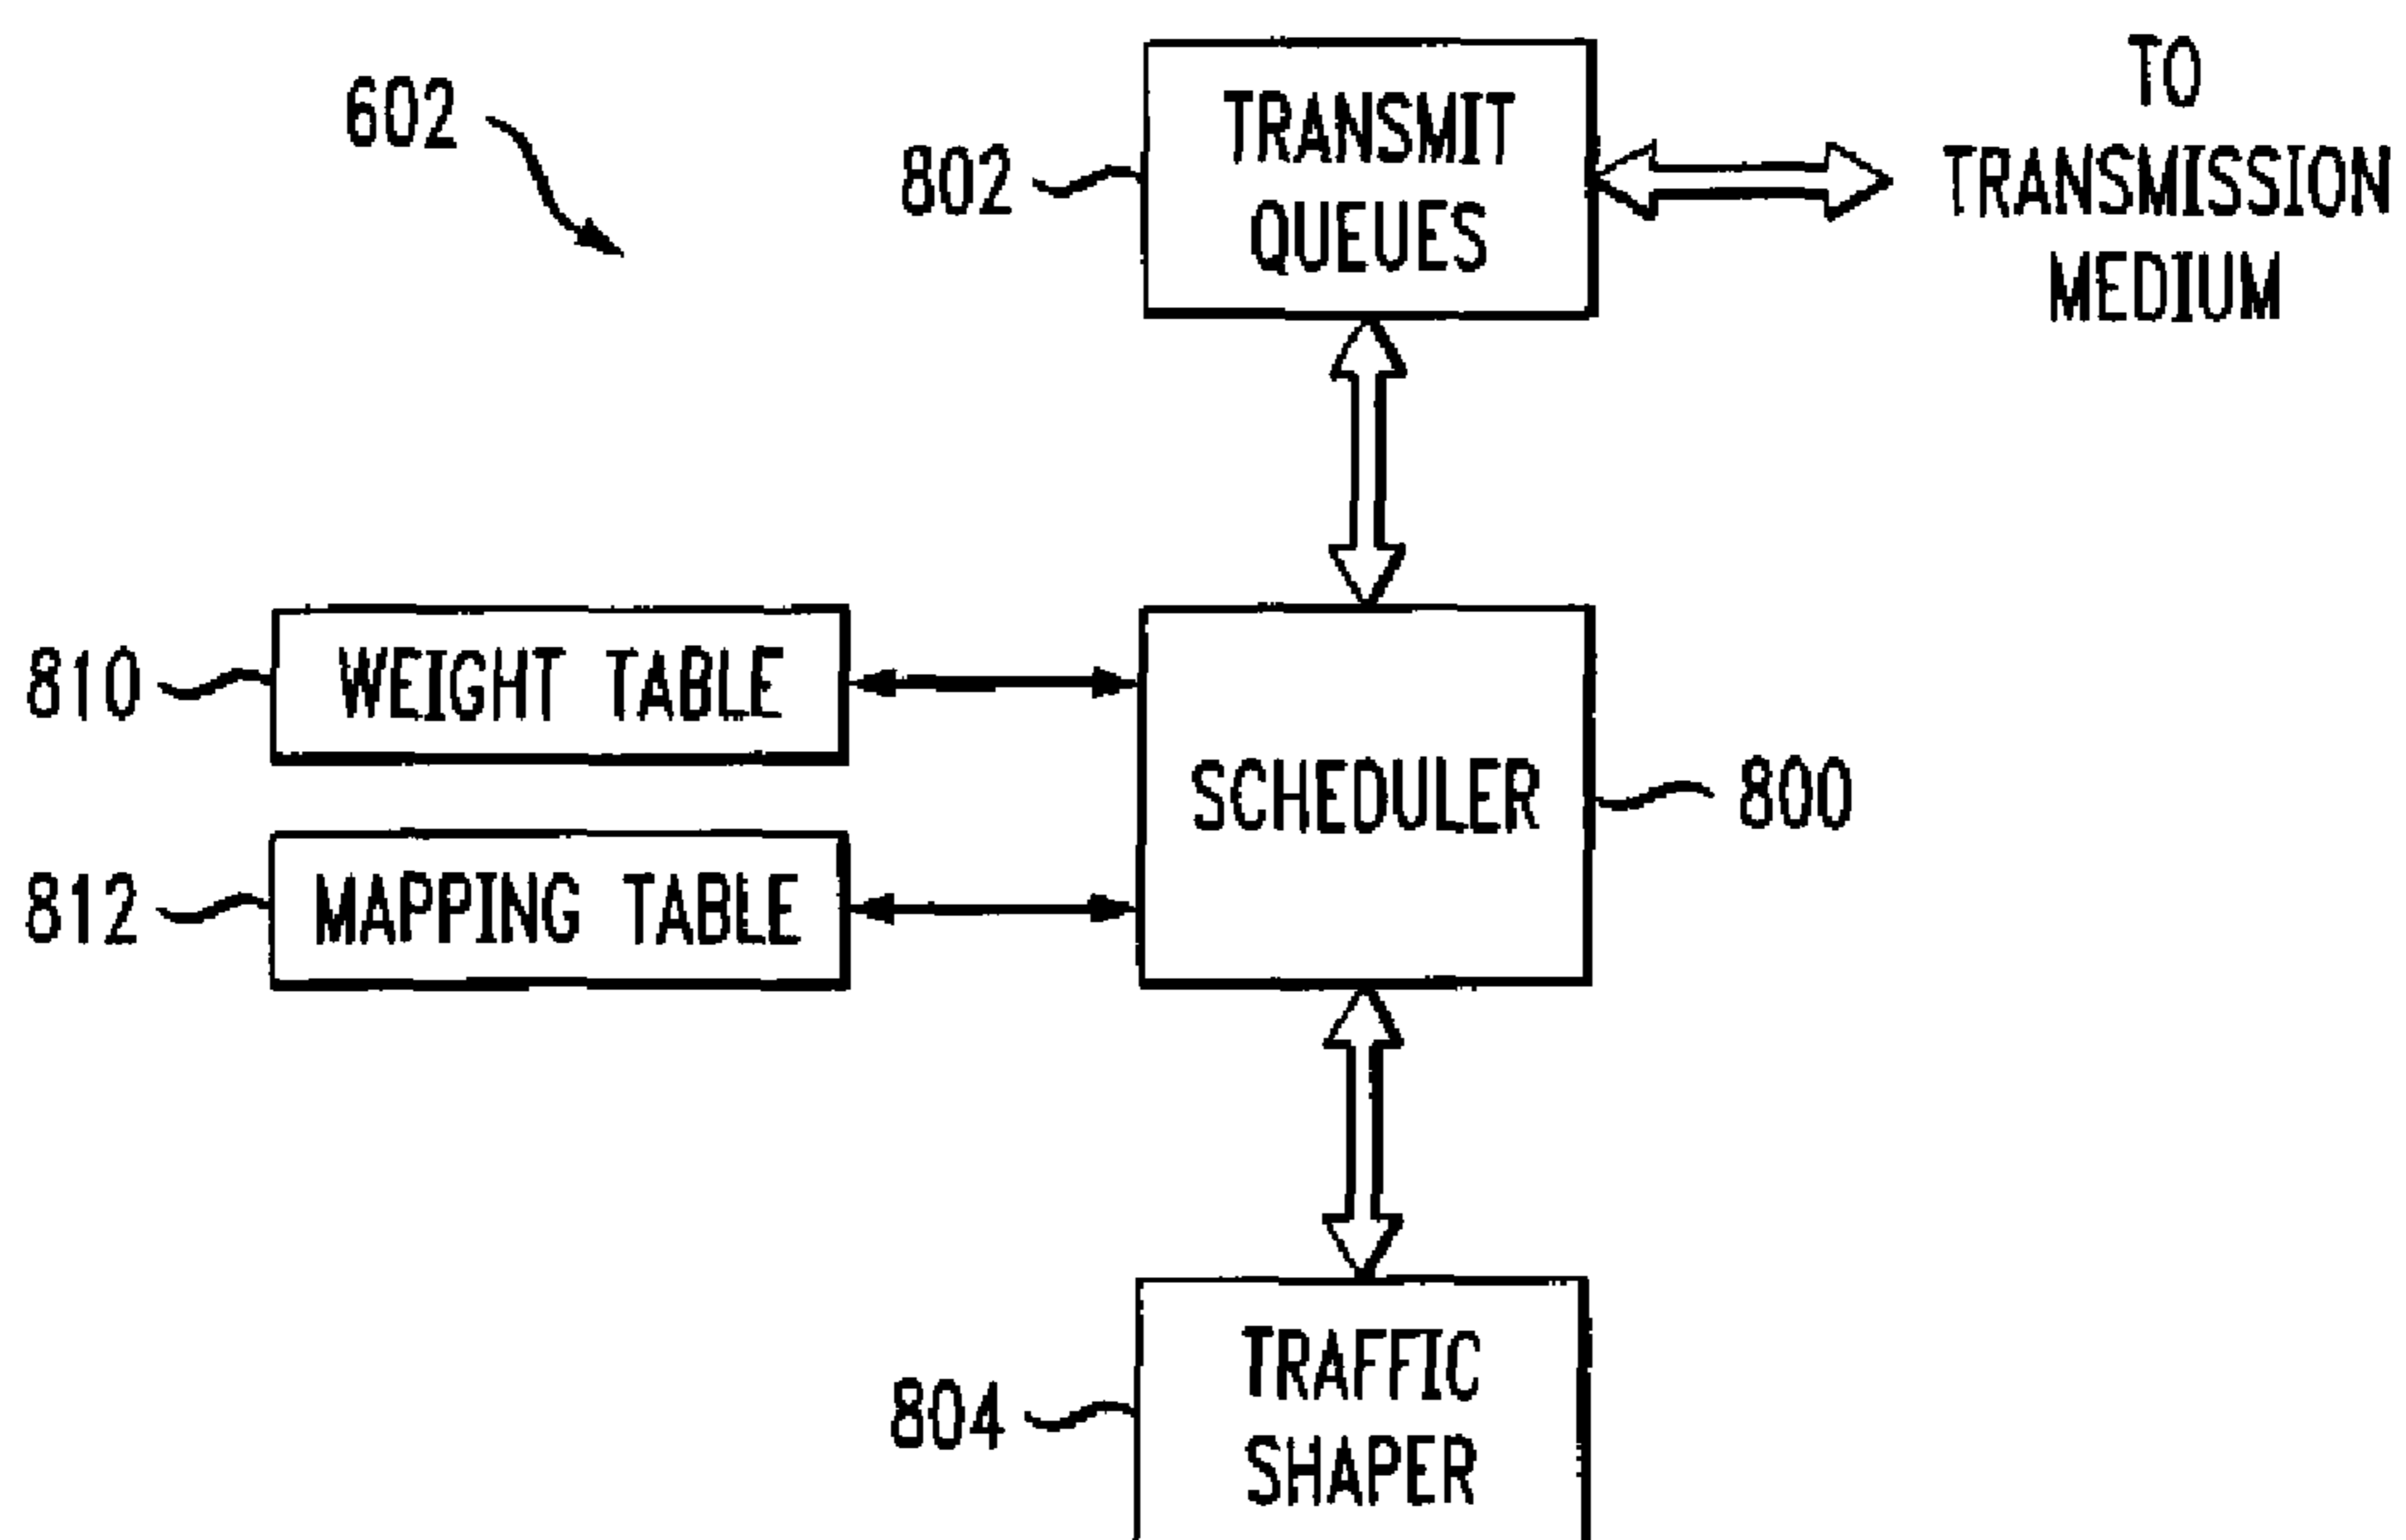 602
802
TRANSMIT
QUEUES
TO
TRANSMISSION
MEDIUM
810
WEIGHT TABLE
SCHEDULER
800
812
MAPPING TABLE
804
TRAFFIC
SHAPER